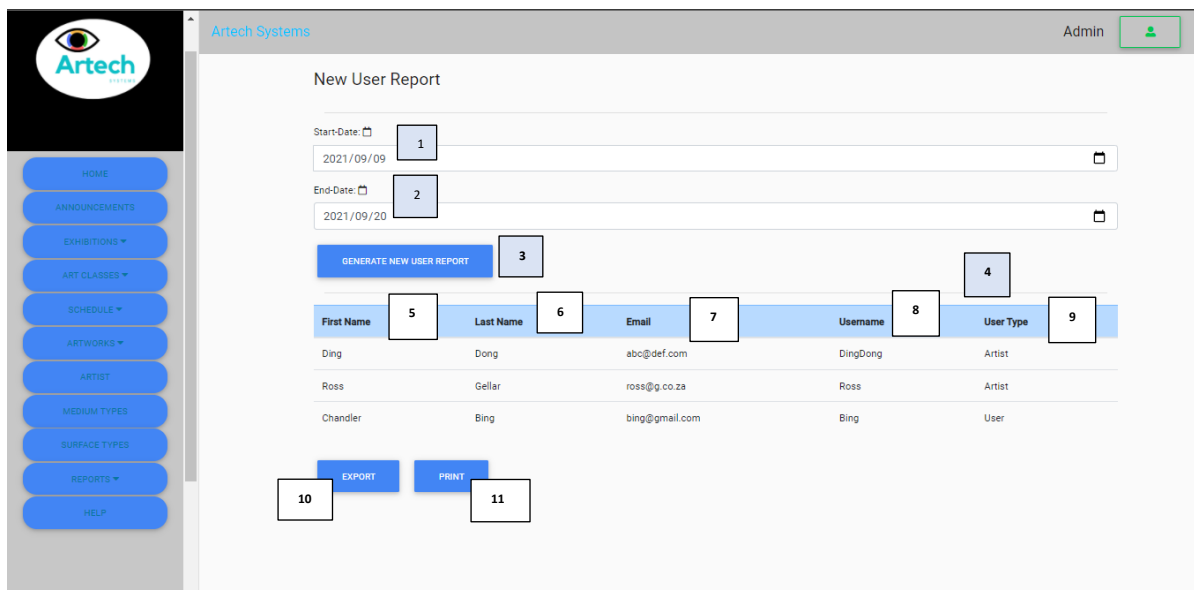 Artech
SYSTEMS
Artech Systems
Admin
HOME
ANNOUNCEMENTS
EXHIBITIONS
ART CLASSES
SCHEDULE
ARTWORKS
ARTIST
MEDIUM TYPES
SURFACE TYPES
REPORTS
HELP
New User Report
Start-Date:
1
2021/09/09
End-Date:
2
2021/09/20
GENERATE NEW USER REPORT
3
4
First Name 5 Last Name 6 Email 7 Username 8 User Type 9
Ding Dong abc@def.com DingDong Artist
Ross Gellar ross@g.co.za Ross Artist
Chandler Bing bing@gmail.com Bing User
EXPORT PRINT
10 11